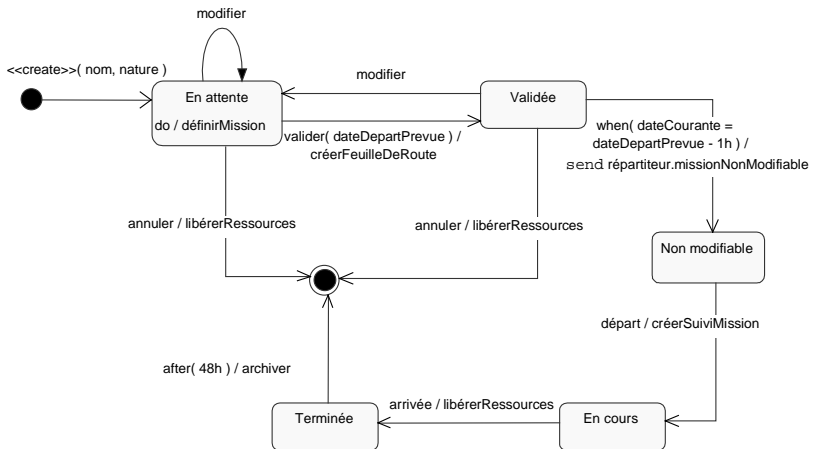 modifier
<<create>>( nom, nature )
En attente
do / définirMission
modifier
Validée
valider( dateDepartPrevue ) /
créerFeuilleDeRoute
when( dateCourante =
dateDepartPrevue - 1h ) /
send répartiteur.missionNonModifiable
annuler / libérerRessources
annuler / libérerRessources
Non modifiable
départ / créerSuiviMission
after( 48h ) / archiver
Terminée
arrivée / libérerRessources
En cours